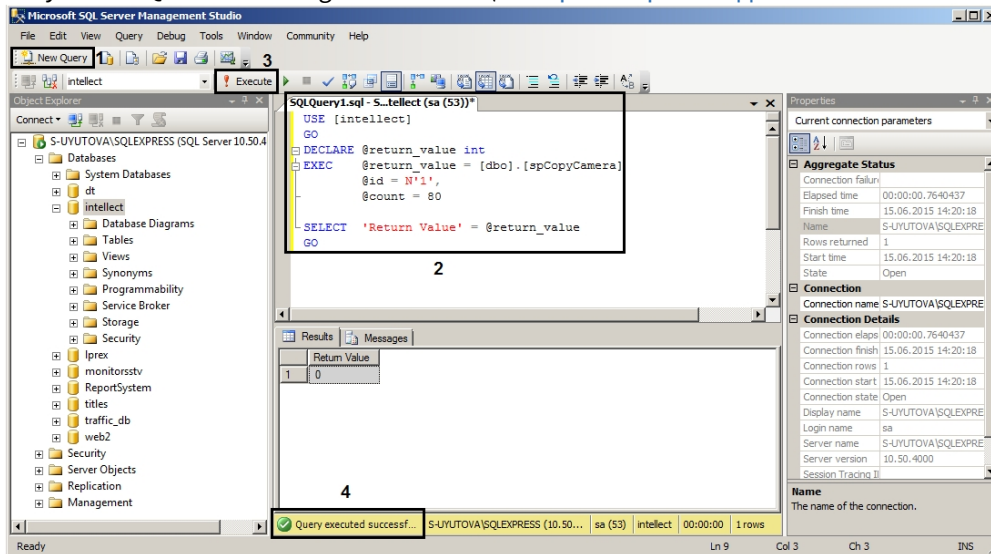 Microsoft SQL Server Management Studio
File Edit View Query Debug Tools Window Community Help
New Query 1 3
intellect Execute
Object Explorer
Connect
S-UYUTOVA\SQLEXPRESS (SQL Server 10.50.4
Databases
System Databases
dt
intellect
Database Diagrams
Tables
Views
Synonyms
Programmability
Service Broker
Storage
Security
lprex
monitorsstv
ReportSystem
titles
traffic_db
web2
Security
Server Objects
Replication
Management
SQLQuery1.sql - S...tellect (sa (53))*
USE [intellect]
GO
DECLARE @return_value int
EXEC @return_value = [dbo].[spCopyCamera]
@id = N'1',
@count = 80
SELECT 'Return Value' = @return_value
GO
2
Results Messages
Return Value
1 0
4
Query executed successf... S-UYUTOVA\SQLEXPRESS (10.50... sa (53) intellect 00:00:00 1 rows
Properties
Current connection parameters
Aggregate Status
Connection failure
Elapsed time 00:00:00.7640437
Finish time 15.06.2015 14:20:18
Name S-UYUTOVA\SQLEXPRE
Rows returned 1
Start time 15.06.2015 14:20:18
State Open
Connection
Connection name S-UYUTOVA\SQLEXPRE
Connection Details
Connection elaps 00:00:00.7640437
Connection finish 15.06.2015 14:20:18
Connection rows 1
Connection start 15.06.2015 14:20:18
Connection state Open
Display name S-UYUTOVA\SQLEXPRE
Login name sa
Server name S-UYUTOVA\SQLEXPRE
Server version 10.50.4000
Session Tracing I
Name
The name of the connection.
Ready Ln 9 Col 3 Ch 3 INS